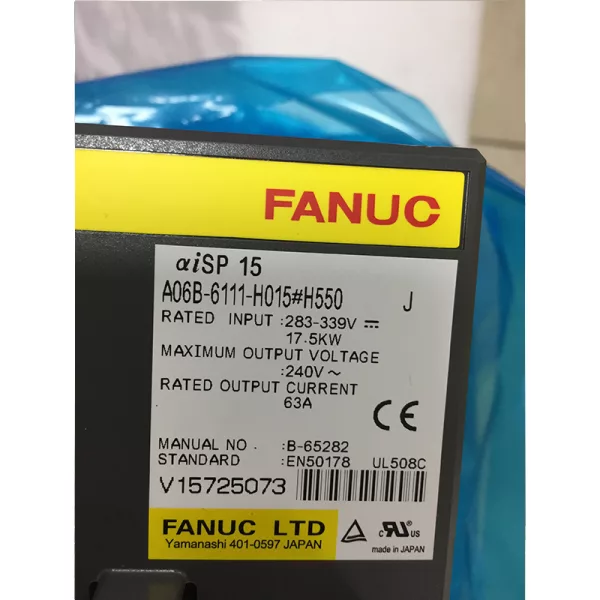 FANUC
αiSP 15
A06B-6111-H015#H550 J
RATED INPUT :283-339V ⎓
17.5KW
MAXIMUM OUTPUT VOLTAGE
:240V ～
RATED OUTPUT CURRENT
63A
CE
MANUAL NO. :B-65282
STANDARD :EN50178 UL508C
V15725073
FANUC LTD
Yamanashi 401-0597 JAPAN
c RU us
made in JAPAN